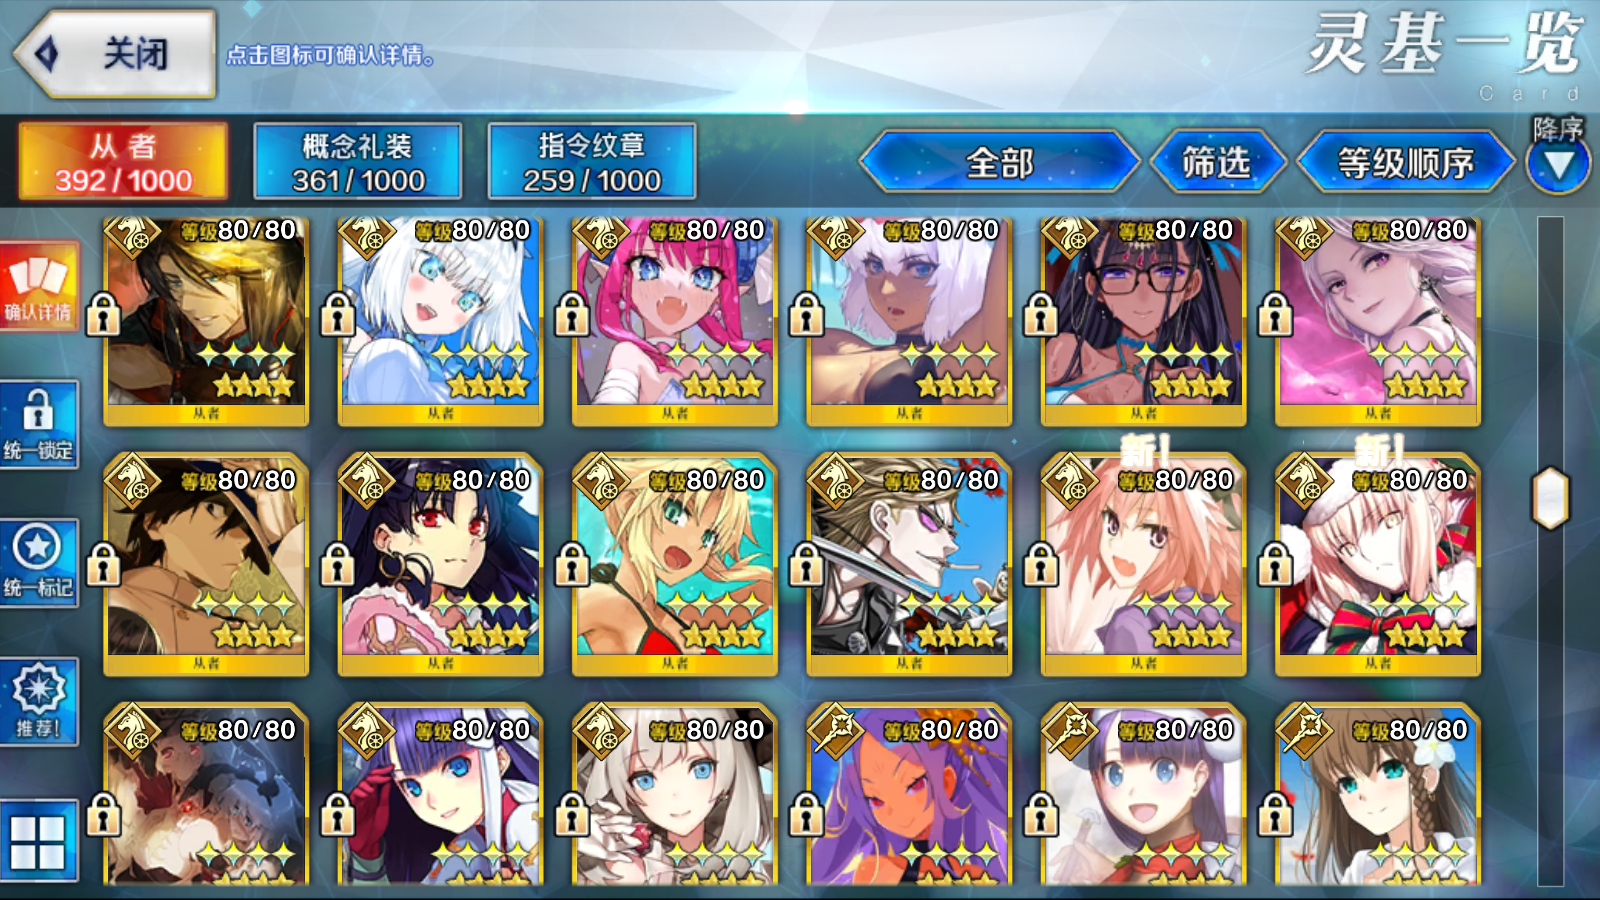 关闭
点击图标可确认详情。
灵基一览
Card
从者
392/1000
概念礼装
361/1000
指令纹章
259/1000
全部
筛选
等级顺序
降序
确认详情
统一锁定
统一标记
推荐!
等级80/80
等级80/80
等级80/80
等级80/80
等级80/80
等级80/80
从者
从者
从者
从者
从者
从者
新!
新!
等级80/80
等级80/80
等级80/80
等级80/80
等级80/80
等级80/80
从者
从者
从者
从者
从者
从者
等级80/80
等级80/80
等级80/80
等级80/80
等级80/80
等级80/80